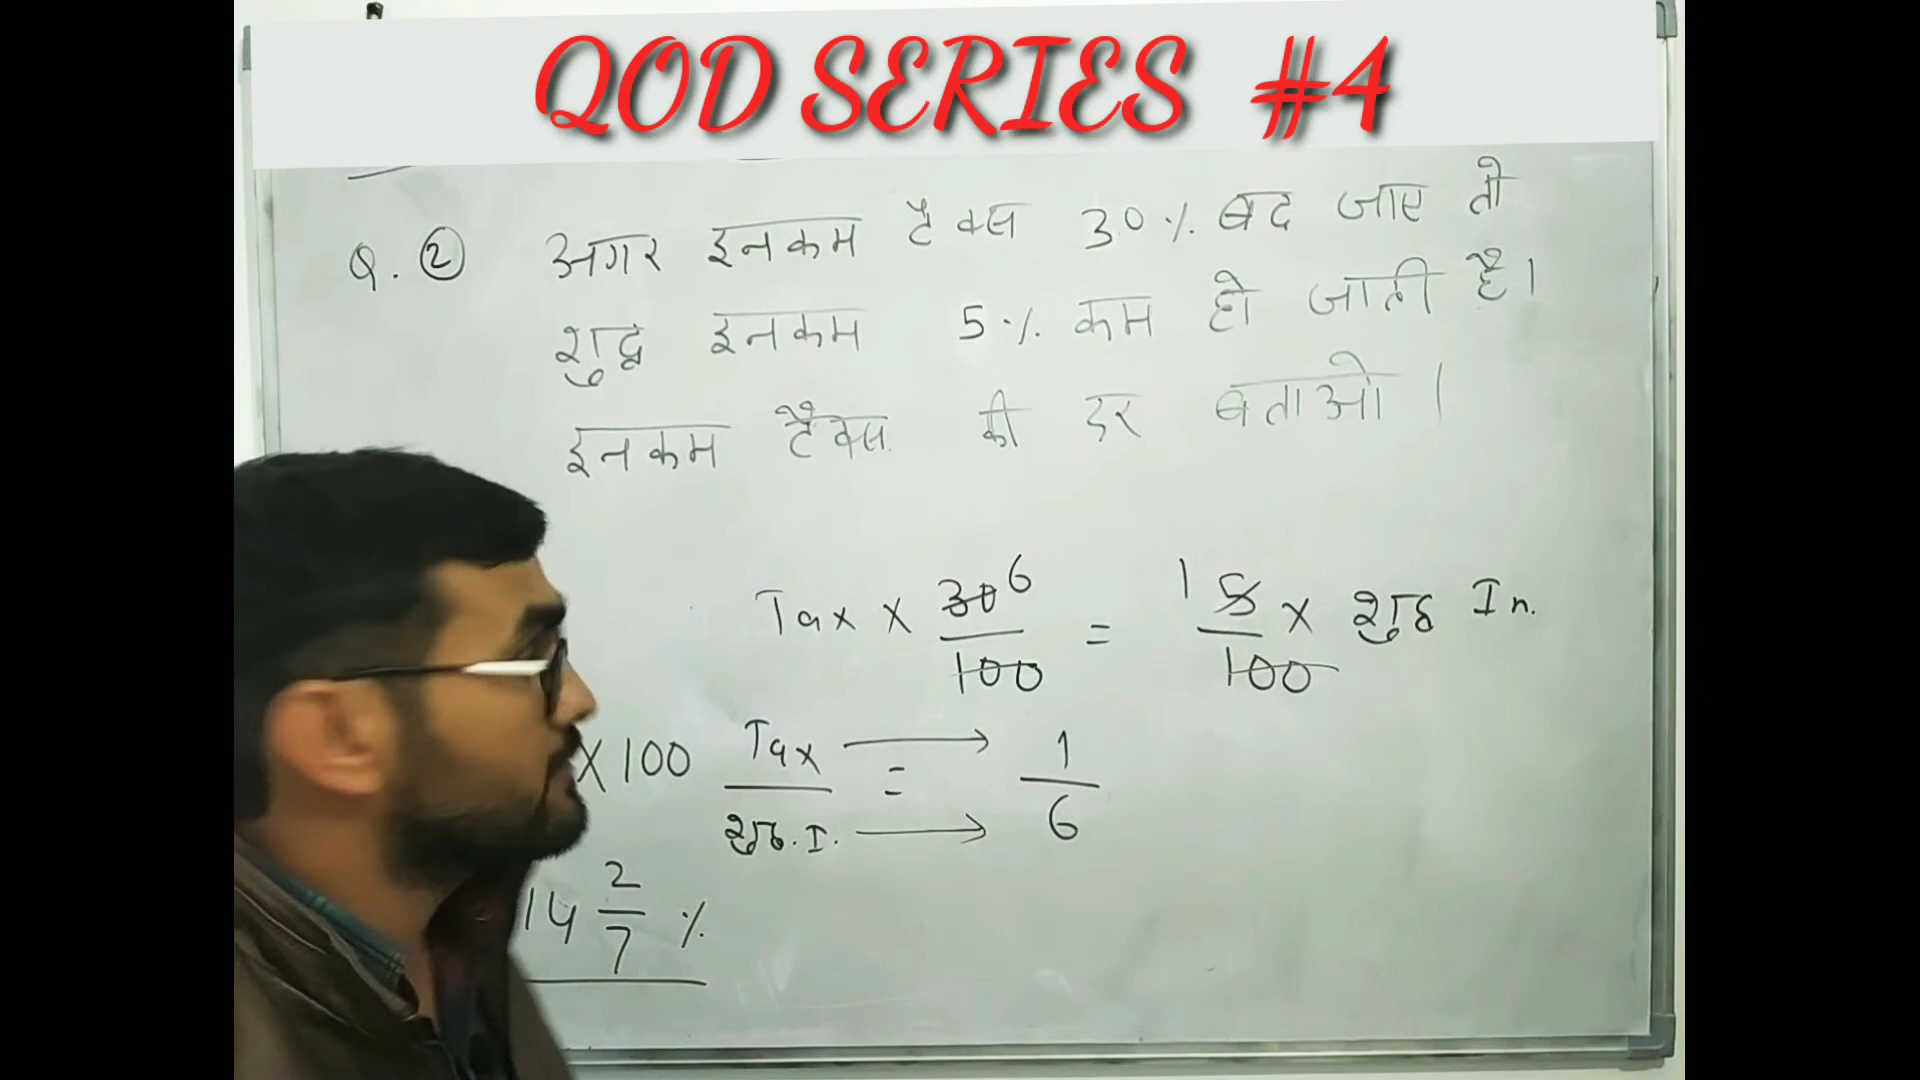 QOD SERIES #4
Q. ② अगर इनकम टैक्स 30% बढ जाए तो
शुद्ध इनकम 5% कम हो जाती है।
इनकम टैक्स की दर बताओ।
Tax × 30 6 / 100 = 1 5 / 100 × शुद्ध In.
× 100 Tax / शुद्ध. I. = 1 / 6
14 2/7 %